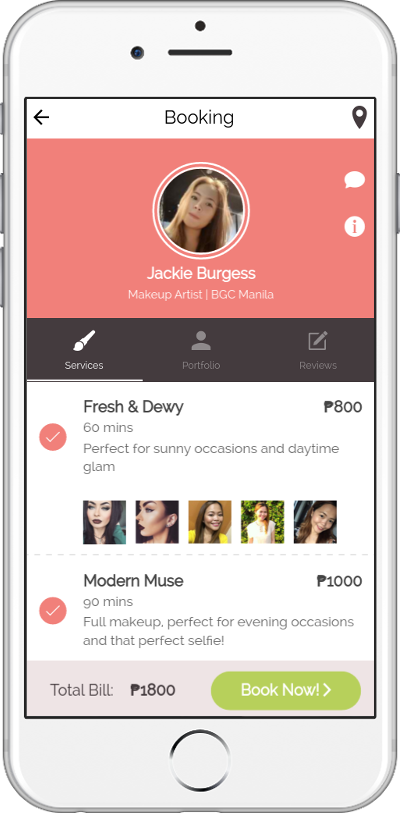 Booking
Jackie Burgess
Makeup Artist | BGC Manila
Services
Portfolio
Reviews
Fresh & Dewy ₱800
60 mins
Perfect for sunny occasions and daytime
glam
Modern Muse ₱1000
90 mins
Full makeup, perfect for evening occasions
and that perfect selfie!
Total Bill: ₱1800 Book Now!